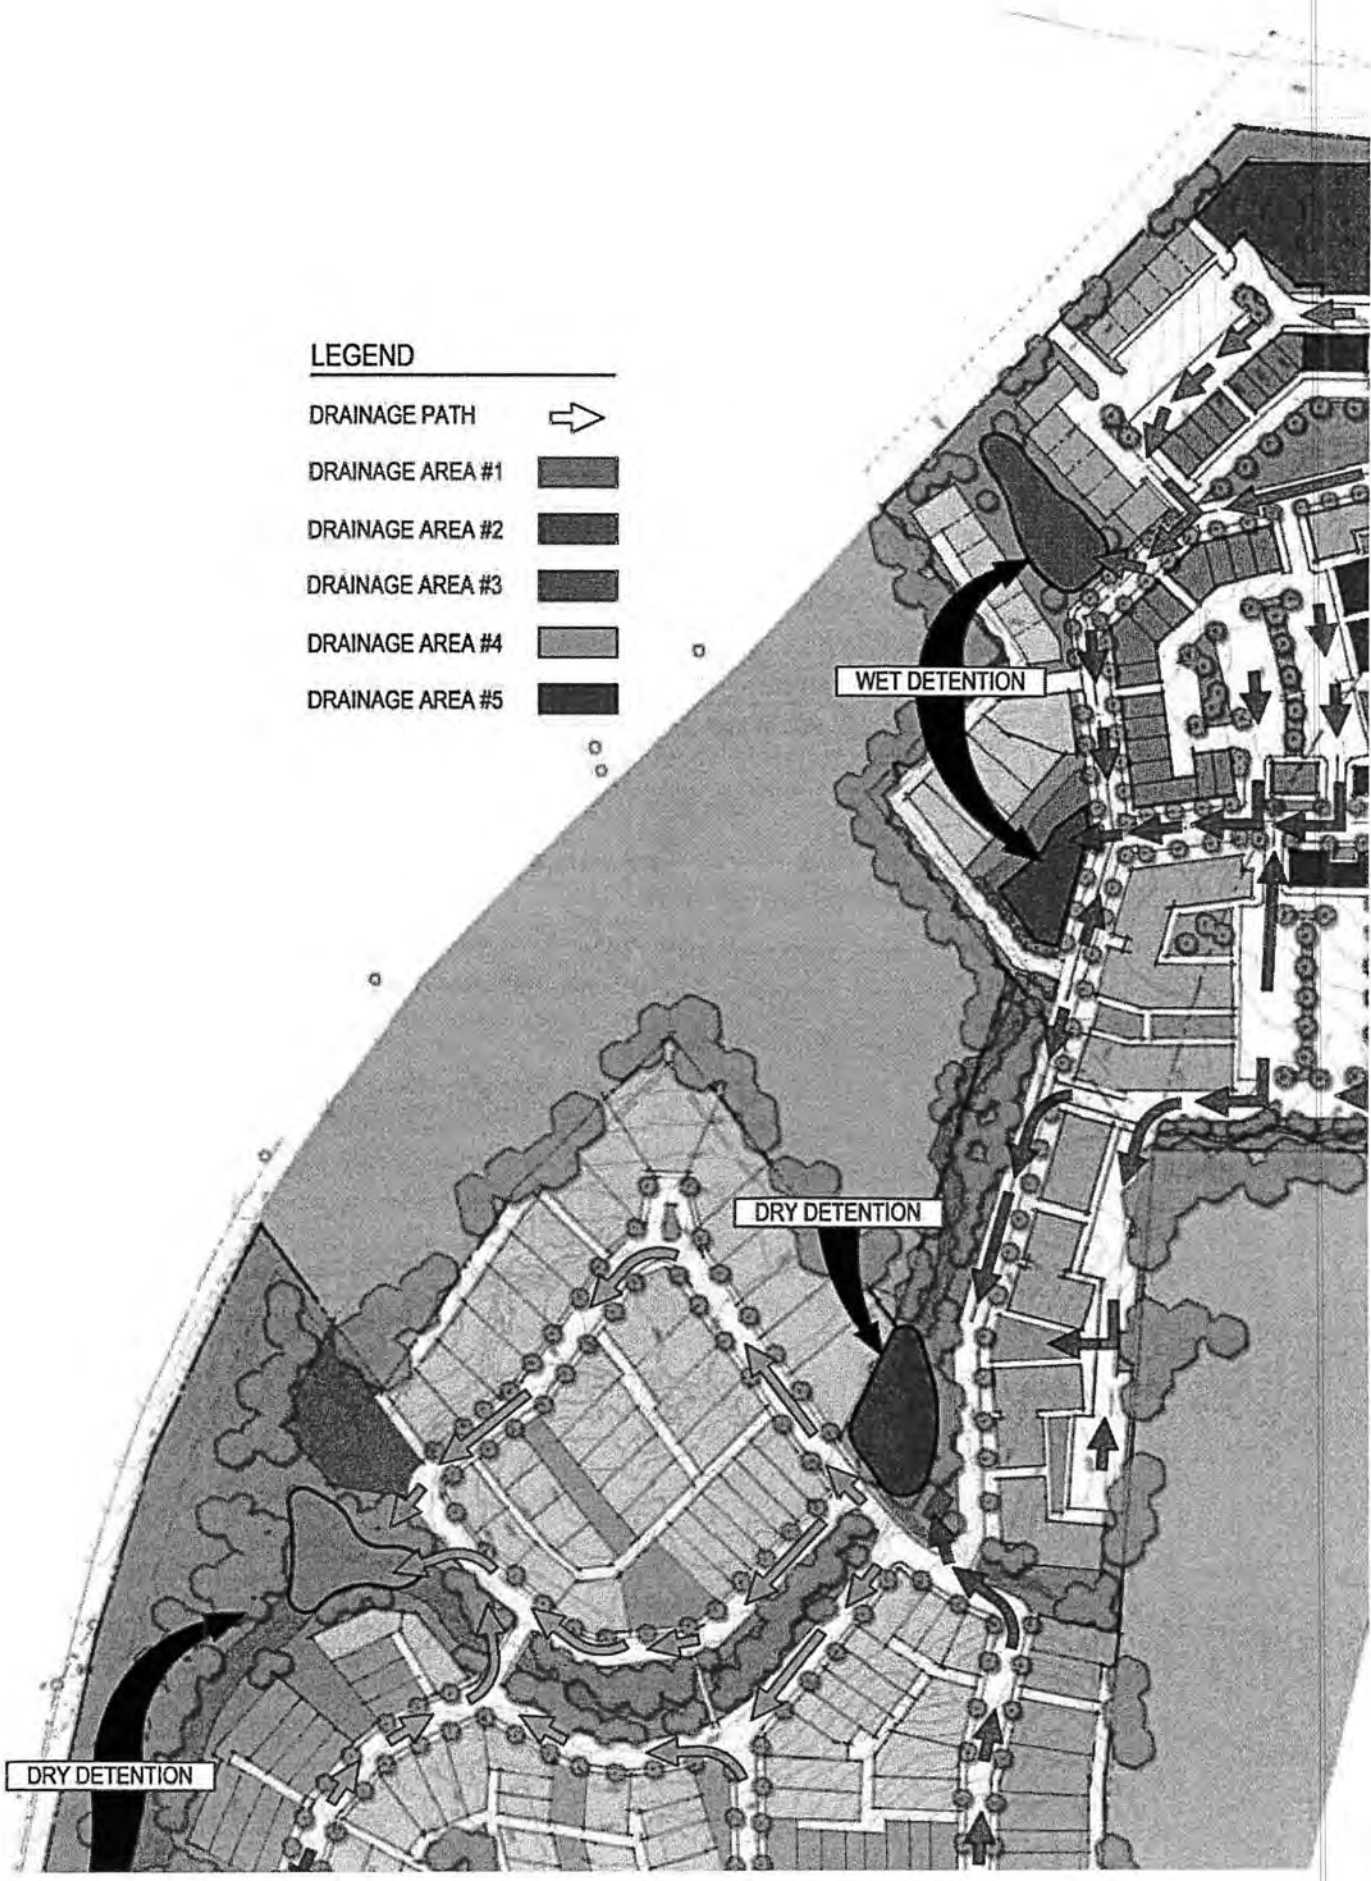 LEGEND
DRAINAGE PATH
DRAINAGE AREA #1
DRAINAGE AREA #2
DRAINAGE AREA #3
DRAINAGE AREA #4
DRAINAGE AREA #5
WET DETENTION
DRY DETENTION
DRY DETENTION